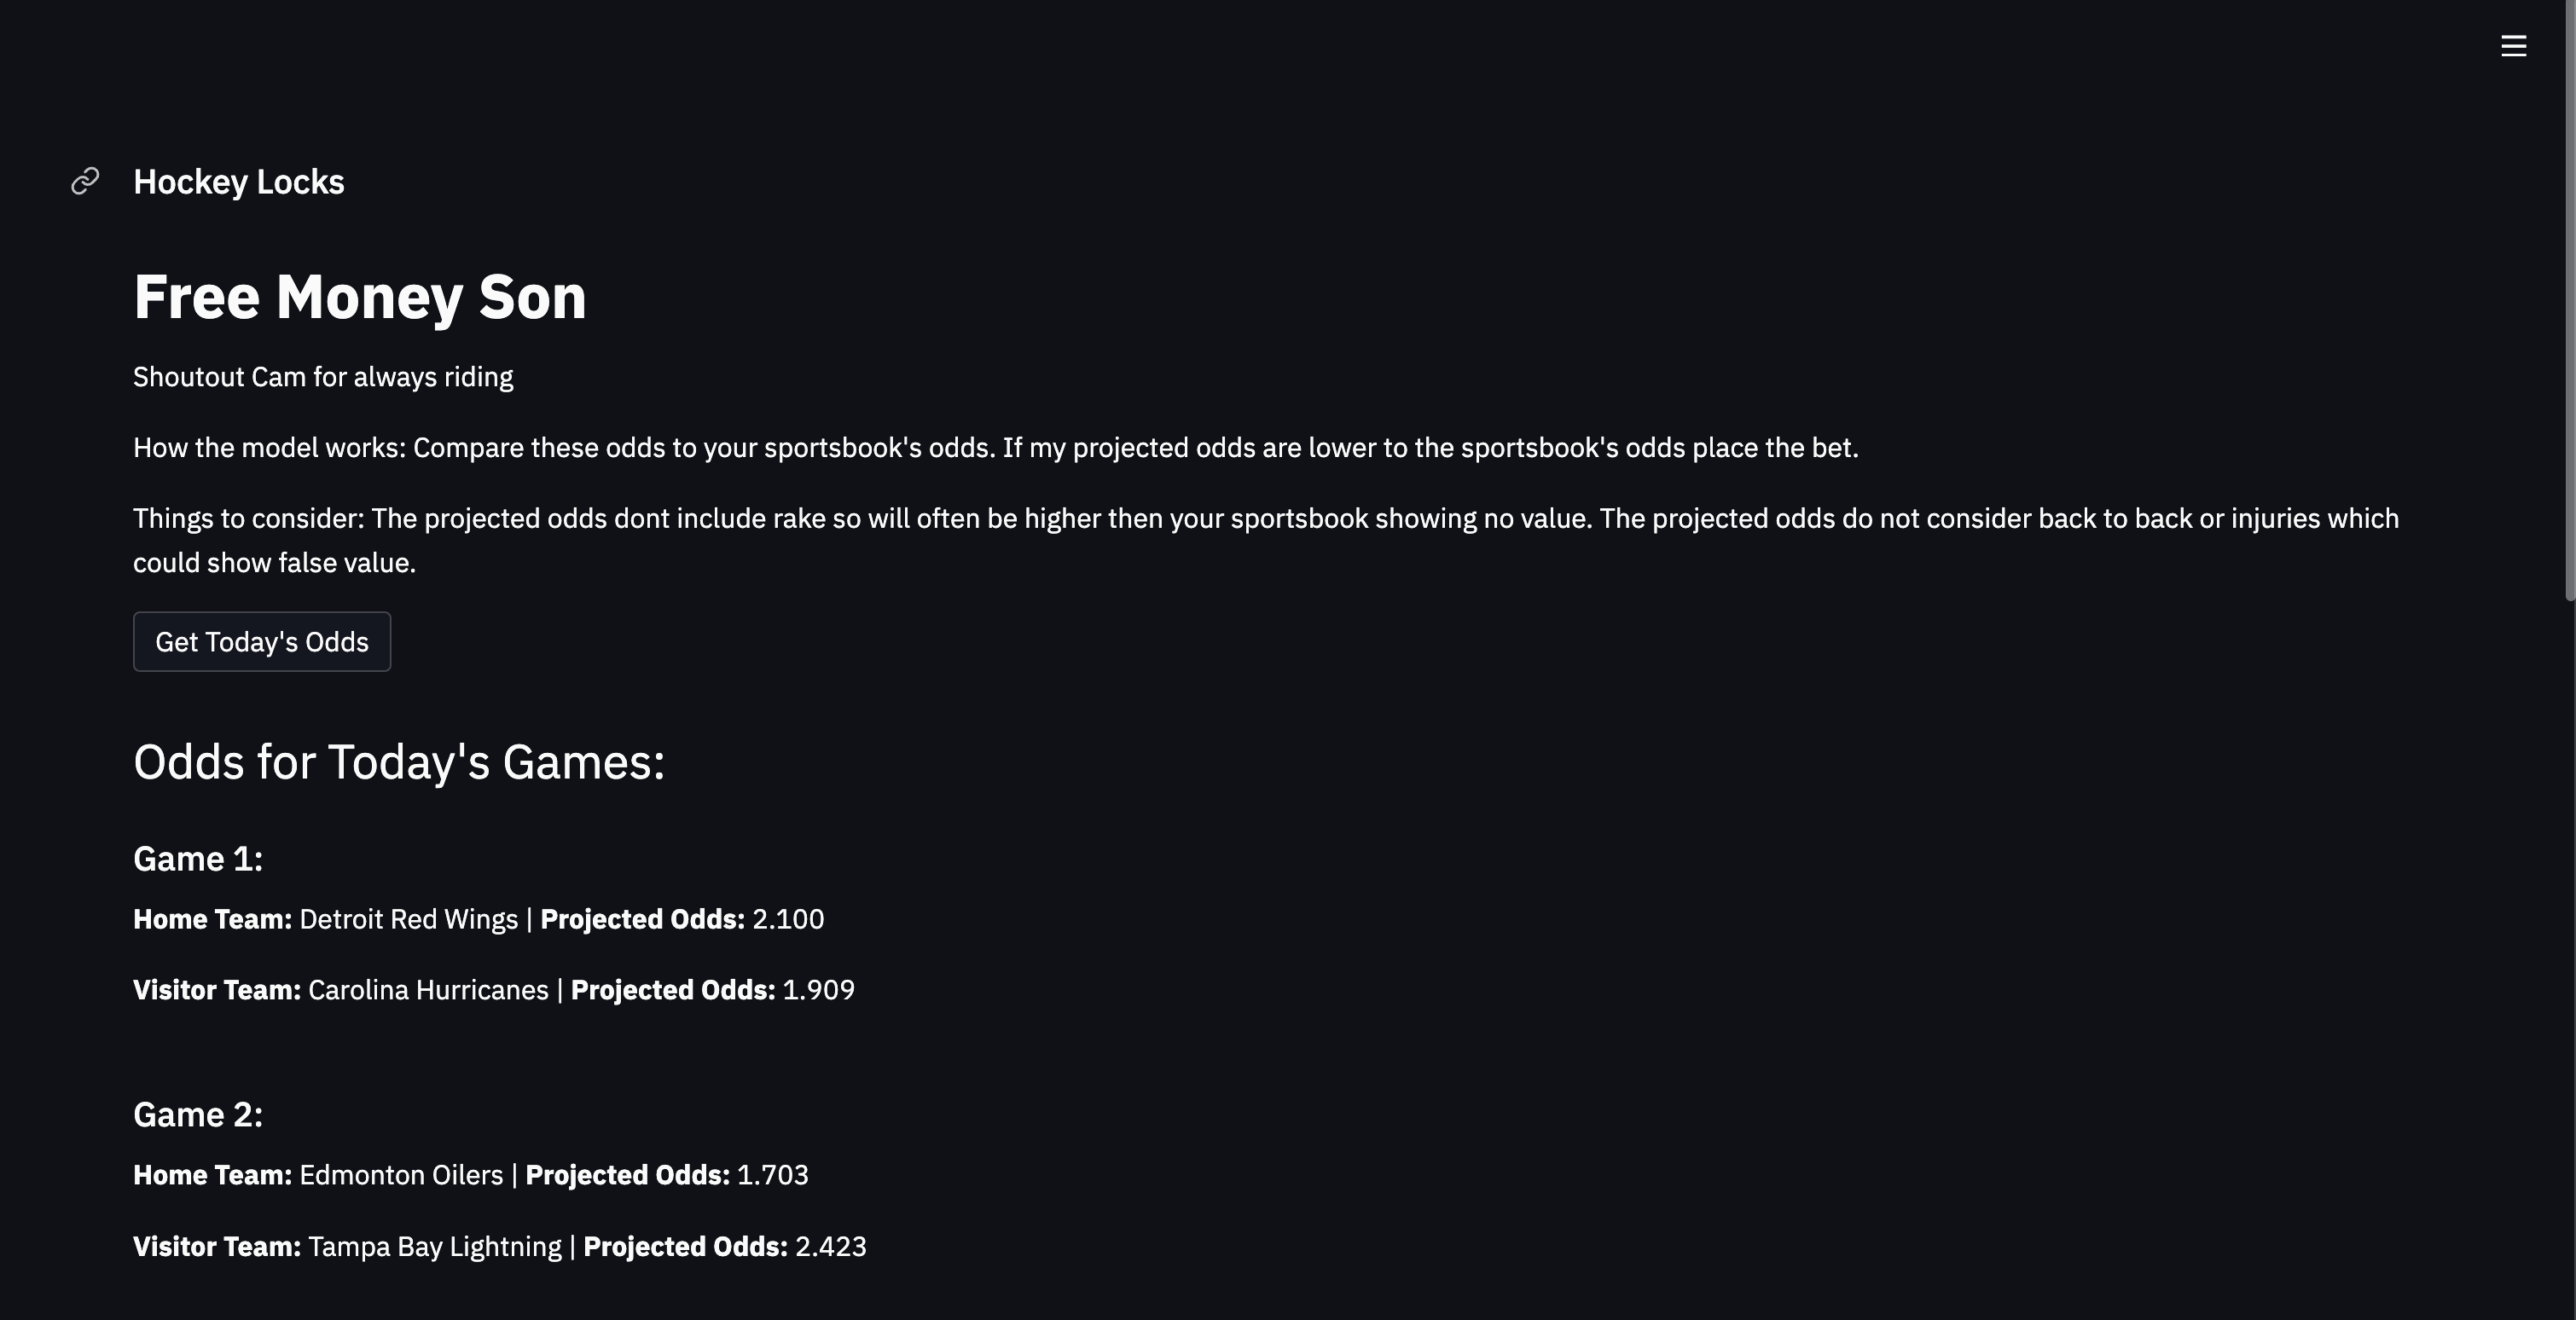 Hockey Locks
Free Money Son
Shoutout Cam for always riding
How the model works: Compare these odds to your sportsbook's odds. If my projected odds are lower to the sportsbook's odds place the bet.
Things to consider: The projected odds dont include rake so will often be higher then your sportsbook showing no value. The projected odds do not consider back to back or injuries which
could show false value.
Get Today's Odds
Odds for Today's Games:
Game 1:
Home Team: Detroit Red Wings | Projected Odds: 2.100
Visitor Team: Carolina Hurricanes | Projected Odds: 1.909
Game 2:
Home Team: Edmonton Oilers | Projected Odds: 1.703
Visitor Team: Tampa Bay Lightning | Projected Odds: 2.423